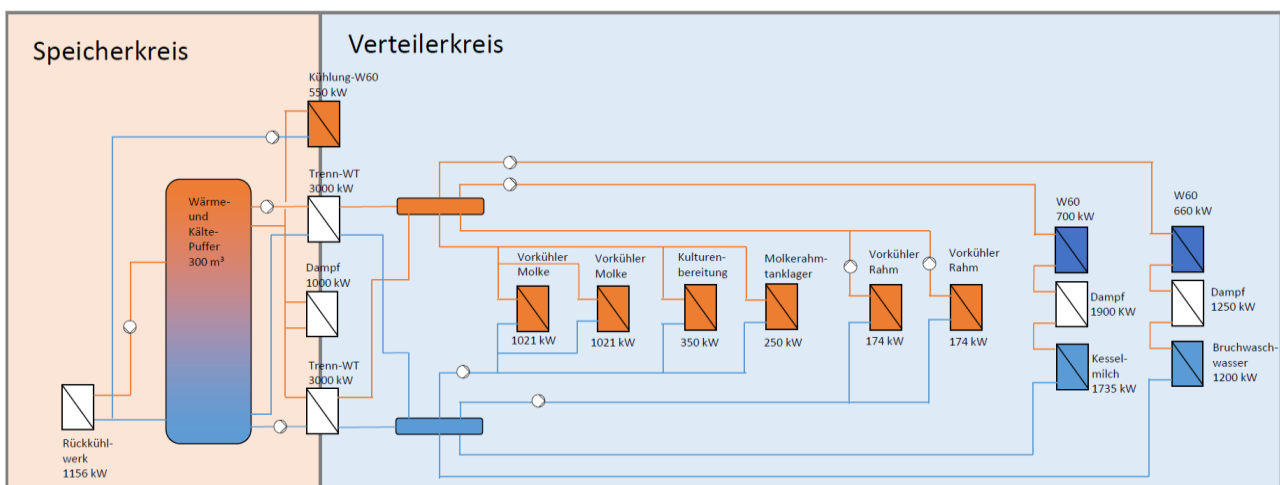 Speicherkreis
Verteilerkreis
Kühlung-W60
550 kW
Trenn-WT
3000 kW
Wärme-
und
Kälte-
Puffer
300 m³
Dampf
1000 kW
Trenn-WT
3000 kW
Rückkühl-
werk
1156 kW
Vorkühler
Molke
1021 kW
Vorkühler
Molke
1021 kW
Kulturen-
bereitung
350 kW
Molkerahm-
tanklager
250 kW
Vorkühler
Rahm
174 kW
Vorkühler
Rahm
174 kW
W60
700 kW
Dampf
1900 KW
Kessel-
milch
1735 kW
W60
660 kW
Dampf
1250 kW
Bruchwasch-
wasser
1200 kW